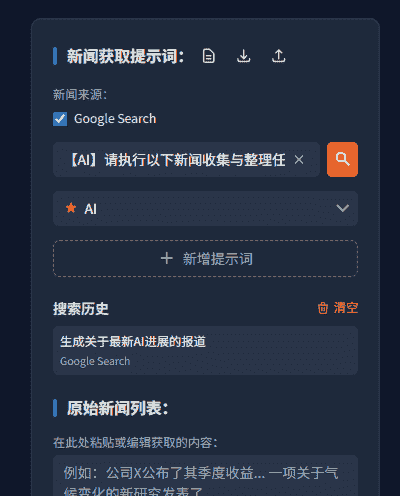 新闻获取提示词：
新闻来源：
Google Search
【AI】请执行以下新闻收集与整理任
AI
新增提示词
搜索历史
清空
生成关于最新AI进展的报道
Google Search
原始新闻列表：
在此处粘贴或编辑获取的内容：
例如：公司X公布了其季度收益... 一项关于气
候变化的新研究发表了